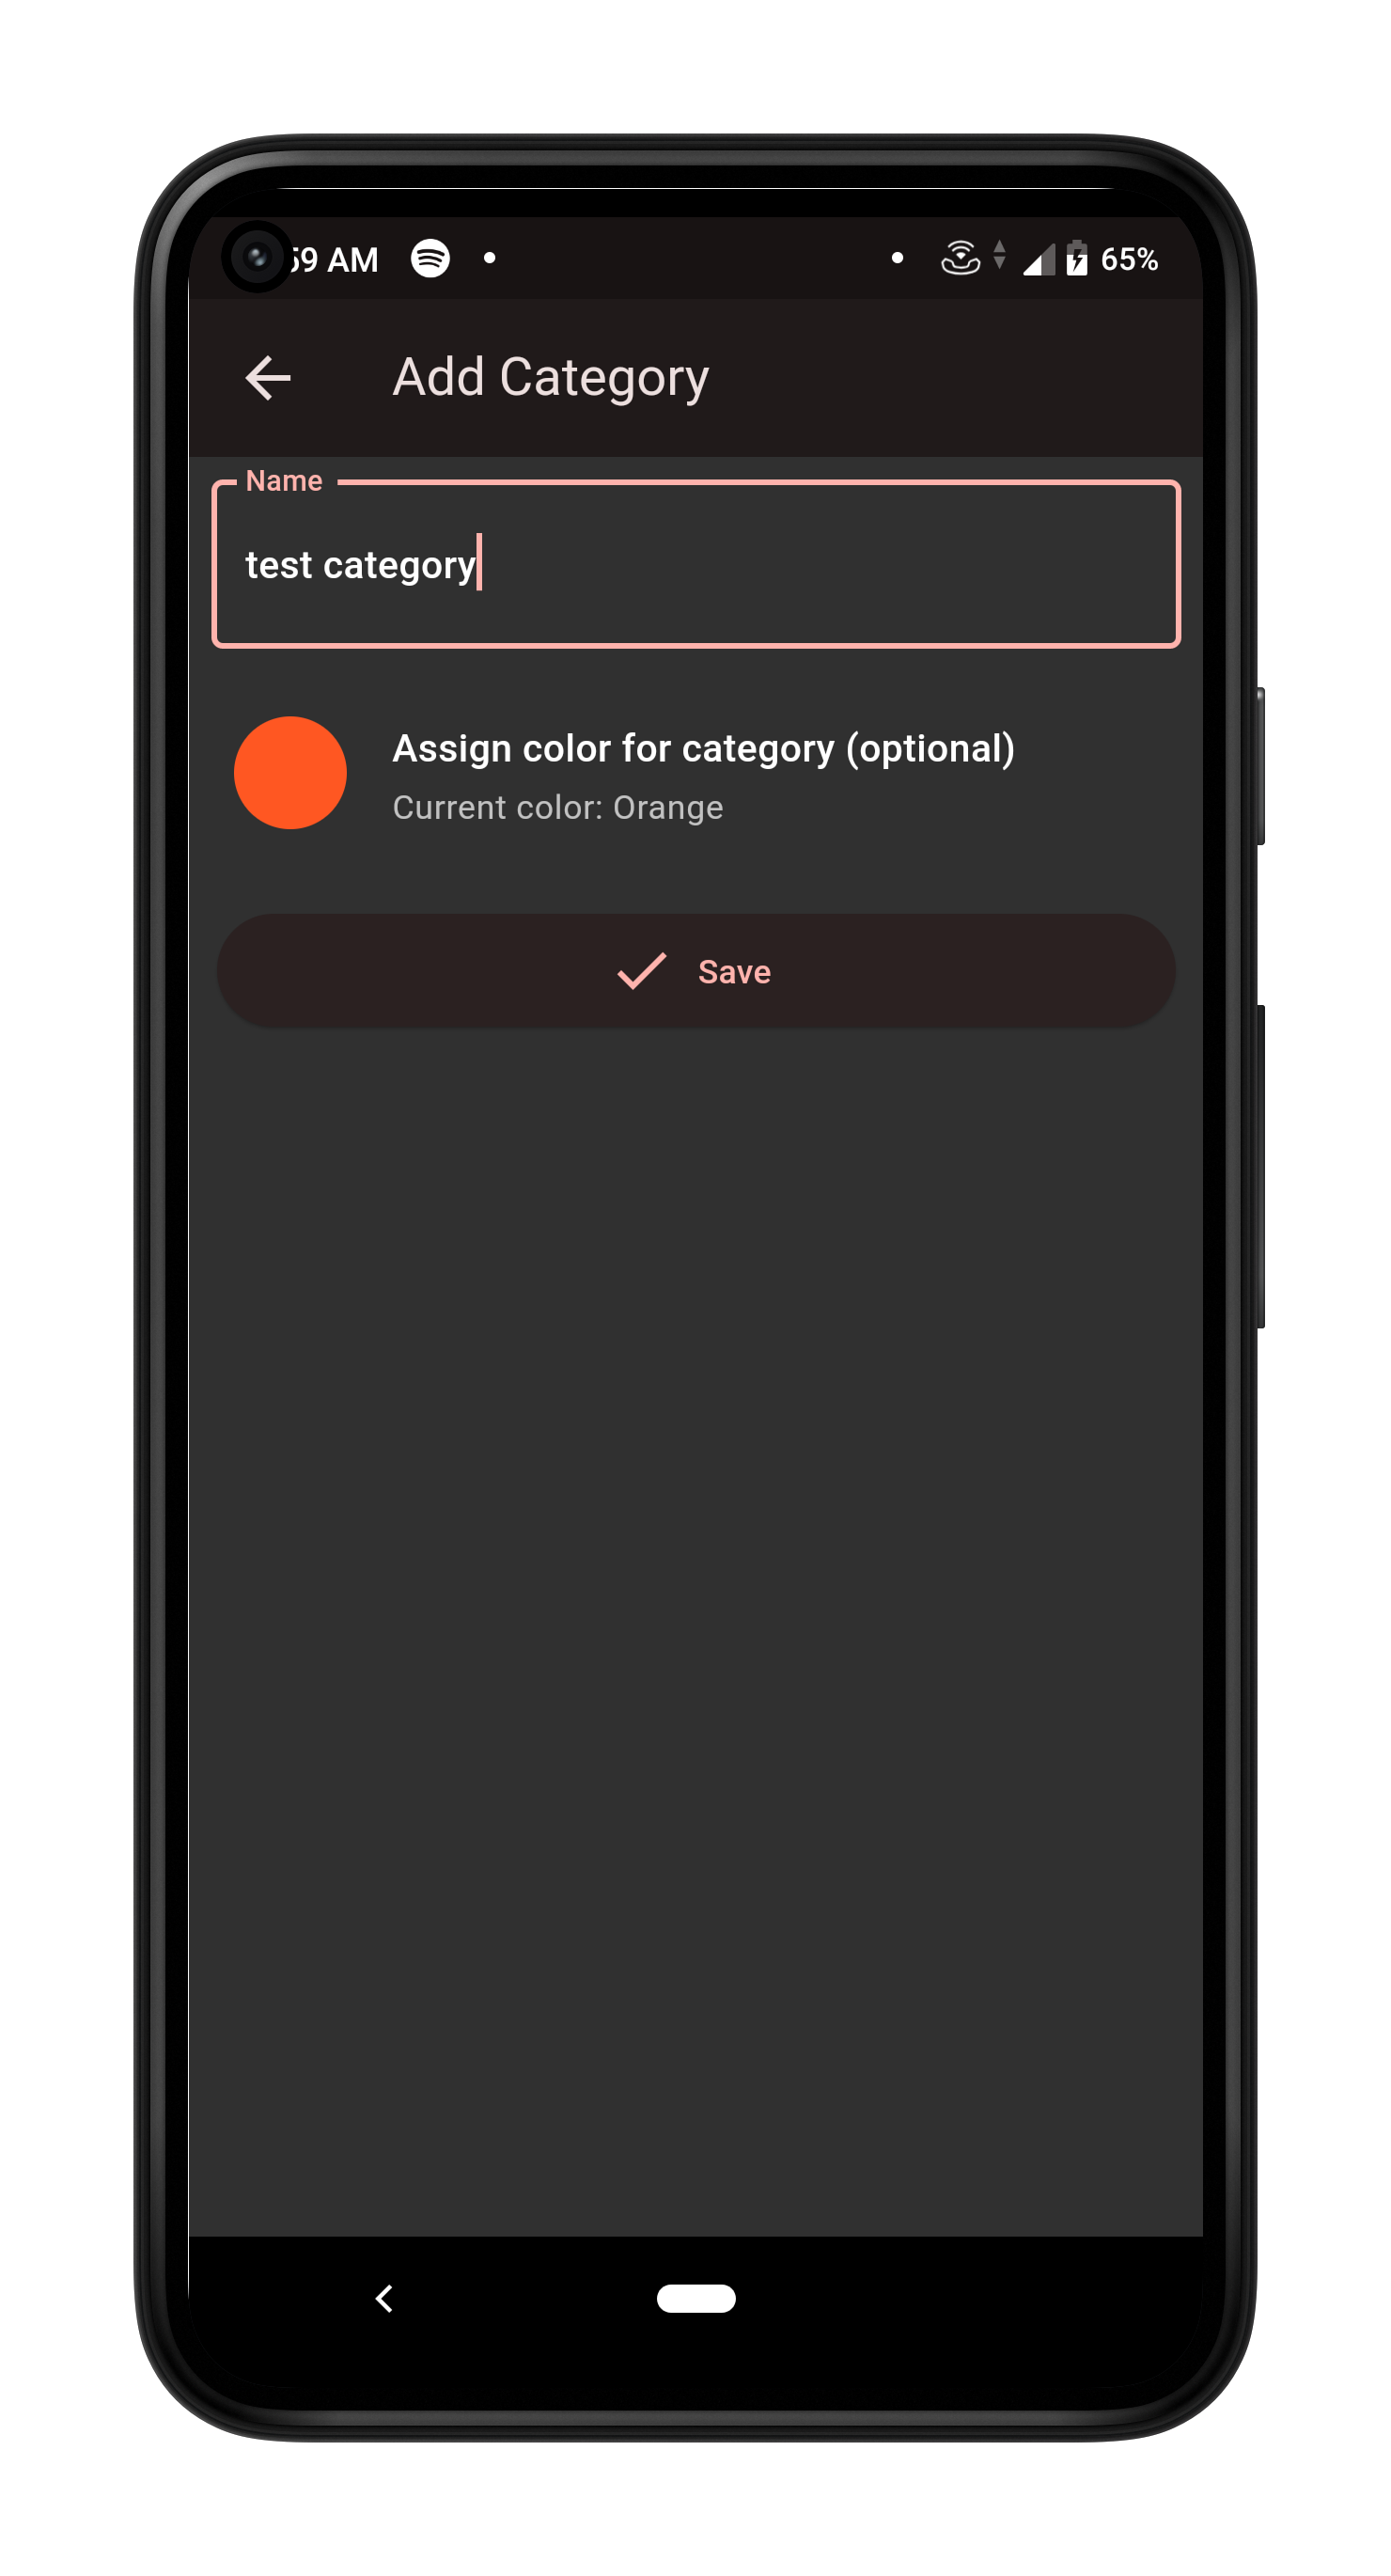 59 AM 65%
Add Category
Name
test category
Assign color for category (optional)
Current color: Orange
Save